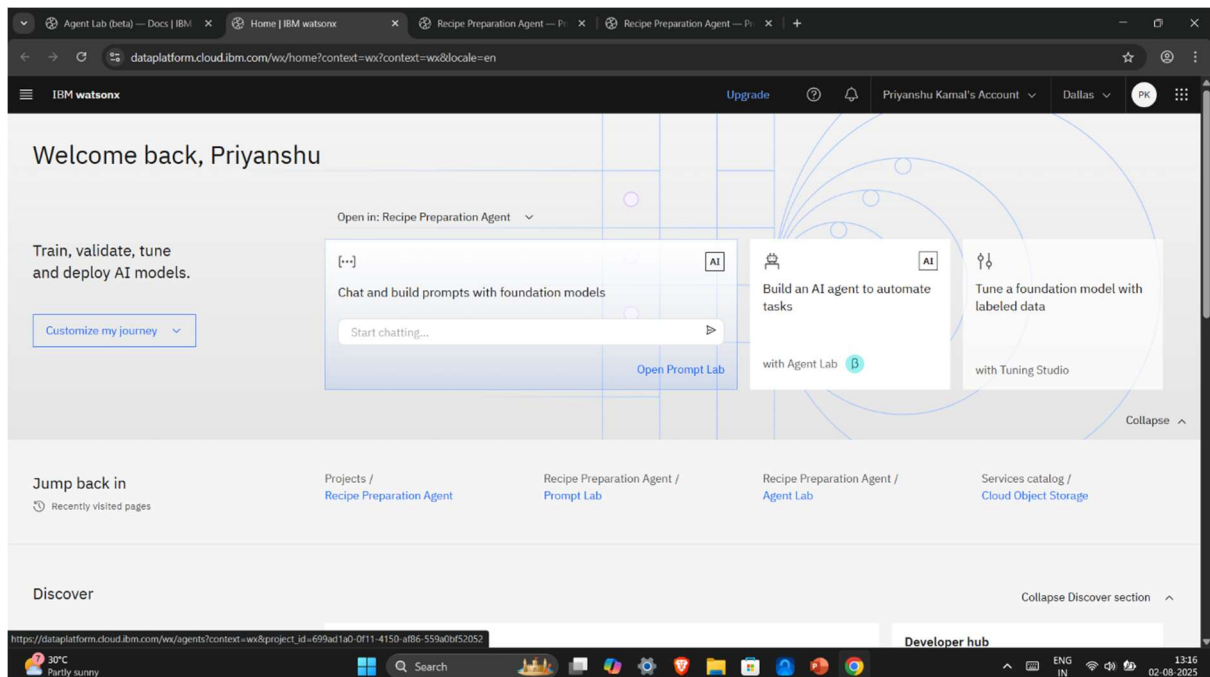 Agent Lab (beta) — Docs | IBM
Home | IBM watsonx
Recipe Preparation Agent — Pr
Recipe Preparation Agent — Pr
dataplatform.cloud.ibm.com/wx/home?context=wx?context=wx&locale=en
IBM watsonx
Upgrade
Priyanshu Kamal's Account
Dallas
PK
Welcome back, Priyanshu
Open in: Recipe Preparation Agent
Train, validate, tune
and deploy AI models.
Customize my journey
[...]
AI
Chat and build prompts with foundation models
Start chatting...
Open Prompt Lab
AI
Build an AI agent to automate
tasks
with Agent Lab β
Tune a foundation model with
labeled data
with Tuning Studio
Collapse
Jump back in
Recently visited pages
Projects /
Recipe Preparation Agent
Recipe Preparation Agent /
Prompt Lab
Recipe Preparation Agent /
Agent Lab
Services catalog /
Cloud Object Storage
Discover
Collapse Discover section
Developer hub
https://dataplatform.cloud.ibm.com/wx/agents?context=wx&project_id=699ad1a0-0f11-4150-af86-559a0bf52052
7
30°C
Partly sunny
Search
ENG
IN
13:16
02-08-2025